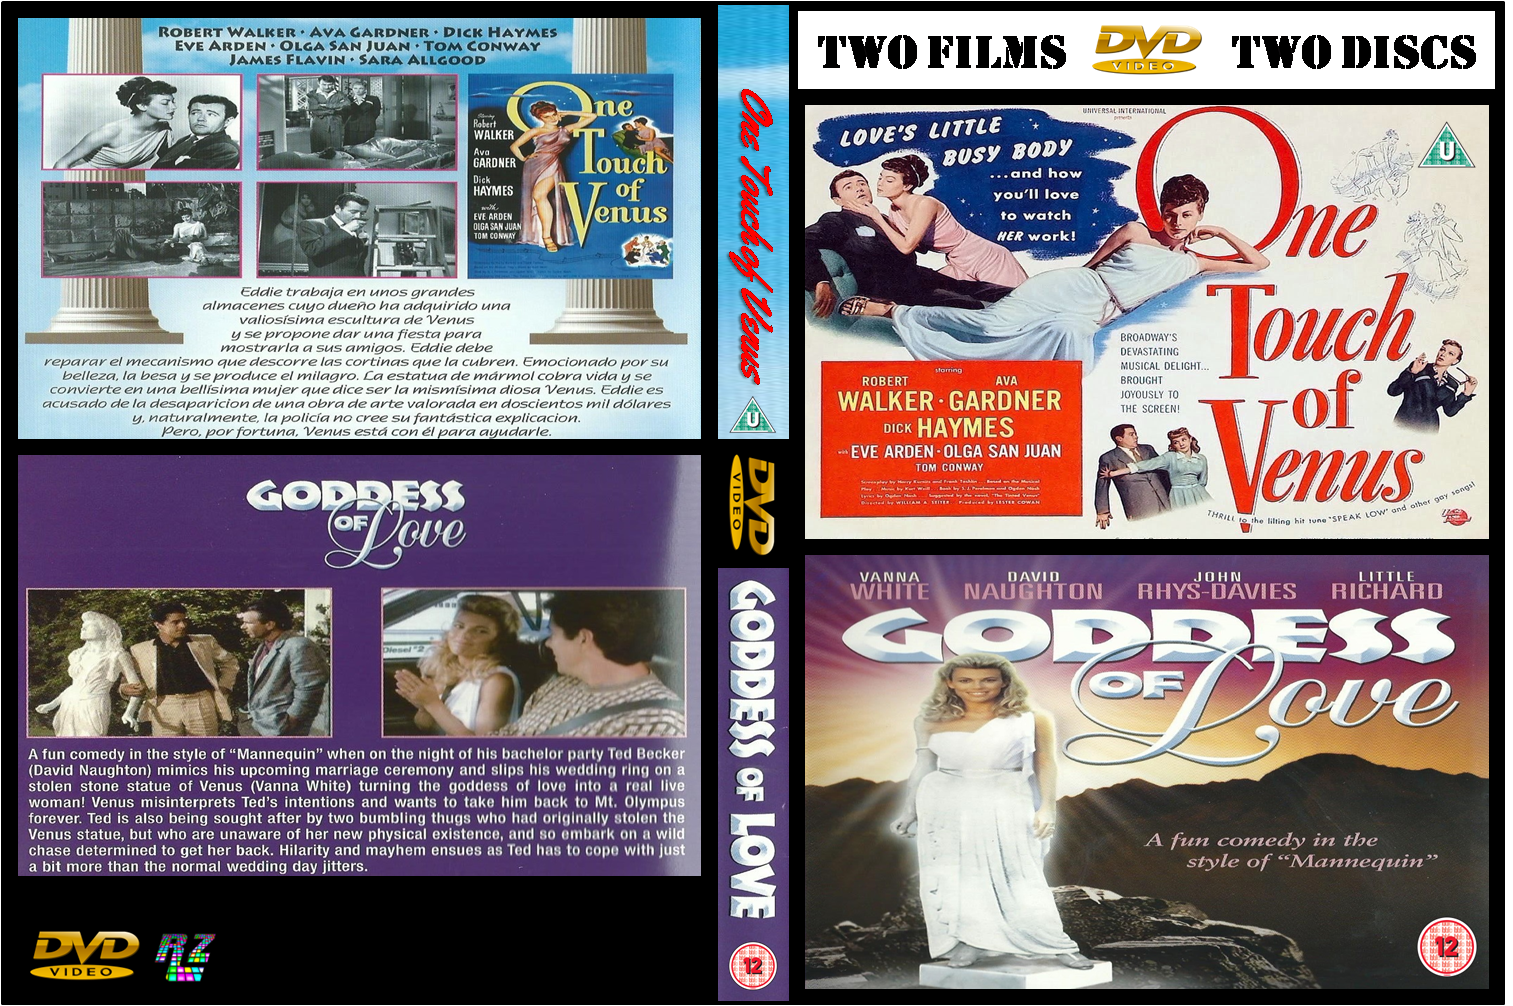 ROBERT WALKER · AVA GARDNER · DICK HAYMES
EVE ARDEN · OLGA SAN JUAN · TOM CONWAY
JAMES FLAVIN · SARA ALLGOOD
One
Touch
of
Venus
Starring
Robert
WALKER
Ava
GARDNER
Dick
HAYMES
with
EVE ARDEN
OLGA SAN JUAN
TOM CONWAY
Eddie trabaja en unos grandes
almacenes cuyo dueño ha adquirido una
valiosísima escultura de Venus
y se propone dar una fiesta para
mostrarla a sus amigos. Eddie debe
reparar el mecanismo que descorre las cortinas que la cubren. Emocionado por su
belleza, la besa y se produce el milagro. La estatua de mármol cobra vida y se
convierte en una bellísima mujer que dice ser la mismísima diosa Venus. Eddie es
acusado de la desaparicion de una obra de arte valorada en doscientos mil dólares
y, naturalmente, la policía no cree su fantástica explicacion.
Pero, por fortuna, Venus está con él para ayudarle.
GODDESS
OF Love
Diesel #2
A fun comedy in the style of “Mannequin” when on the night of his bachelor party Ted Becker
(David Naughton) mimics his upcoming marriage ceremony and slips his wedding ring on a
stolen stone statue of Venus (Vanna White) turning the goddess of love into a real live
woman! Venus misinterprets Ted's intentions and wants to take him back to Mt. Olympus
forever. Ted is also being sought after by two bumbling thugs who had originally stolen the
Venus statue, but who are unaware of her new physical existence, and so embark on a wild
chase determined to get her back. Hilarity and mayhem ensues as Ted has to cope with just
a bit more than the normal wedding day jitters.
DVD
VIDEO
RZ
One Touch of Venus
U
DVD
VIDEO
GODDESS OF LOVE
12
TWO FILMS DVD VIDEO TWO DISCS
UNIVERSAL INTERNATIONAL
presents
LOVE'S LITTLE
BUSY BODY
...and how
you'll love
to watch
HER work!
One
Touch
of
Venus
U
BROADWAY'S
DEVASTATING
MUSICAL DELIGHT...
BROUGHT
JOYOUSLY TO
THE SCREEN!
starring
ROBERT AVA
WALKER · GARDNER
DICK HAYMES
with EVE ARDEN · OLGA SAN JUAN
TOM CONWAY
Screenplay by Harry Kurnitz and Frank Tashlin . Based on the Musical
Play . Music by Kurt Weill . Book by S. J. Perelman and Ogden Nash
Lyrics by Ogden Nash . Suggested by the novel, "The Tinted Venus"
Directed by WILLIAM A. SEITER Produced by LESTER COWAN
THRILL to the lilting hit tune "SPEAK LOW" and other gay songs!
VANNA DAVID JOHN LITTLE
WHITE NAUGHTON RHYS-DAVIES RICHARD
GODDESS
OF Love
A fun comedy in the
style of “Mannequin”
12